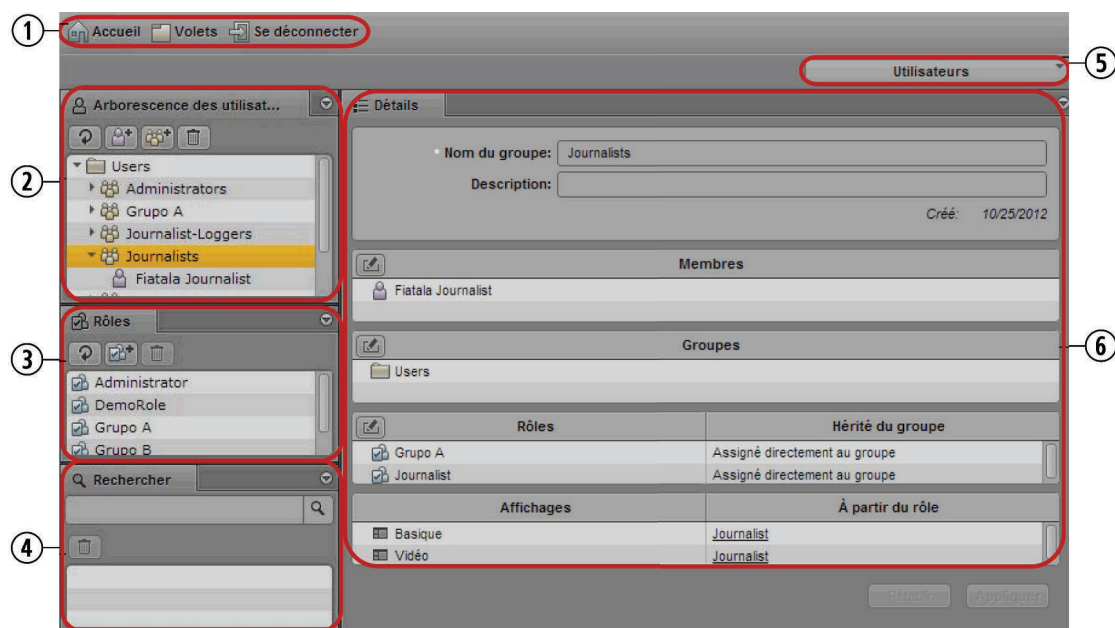 ① Accueil Volets Se déconnecter
⑤ Utilisateurs
② Arborescence des utilisat...
Users
Administrators
Grupo A
Journalist-Loggers
Journalists
Fiatala Journalist
③ Rôles
Administrator
DemoRole
Grupo A
Grupo B
④ Rechercher
⑥ Détails
* Nom du groupe: Journalists
Description:
Créé: 10/25/2012
Membres
Fiatala Journalist
Groupes
Users
Rôles Hérité du groupe
Grupo A Assigné directement au groupe
Journalist Assigné directement au groupe
Affichages À partir du rôle
Basique Journalist
Vidéo Journalist
Rétablir Appliquer